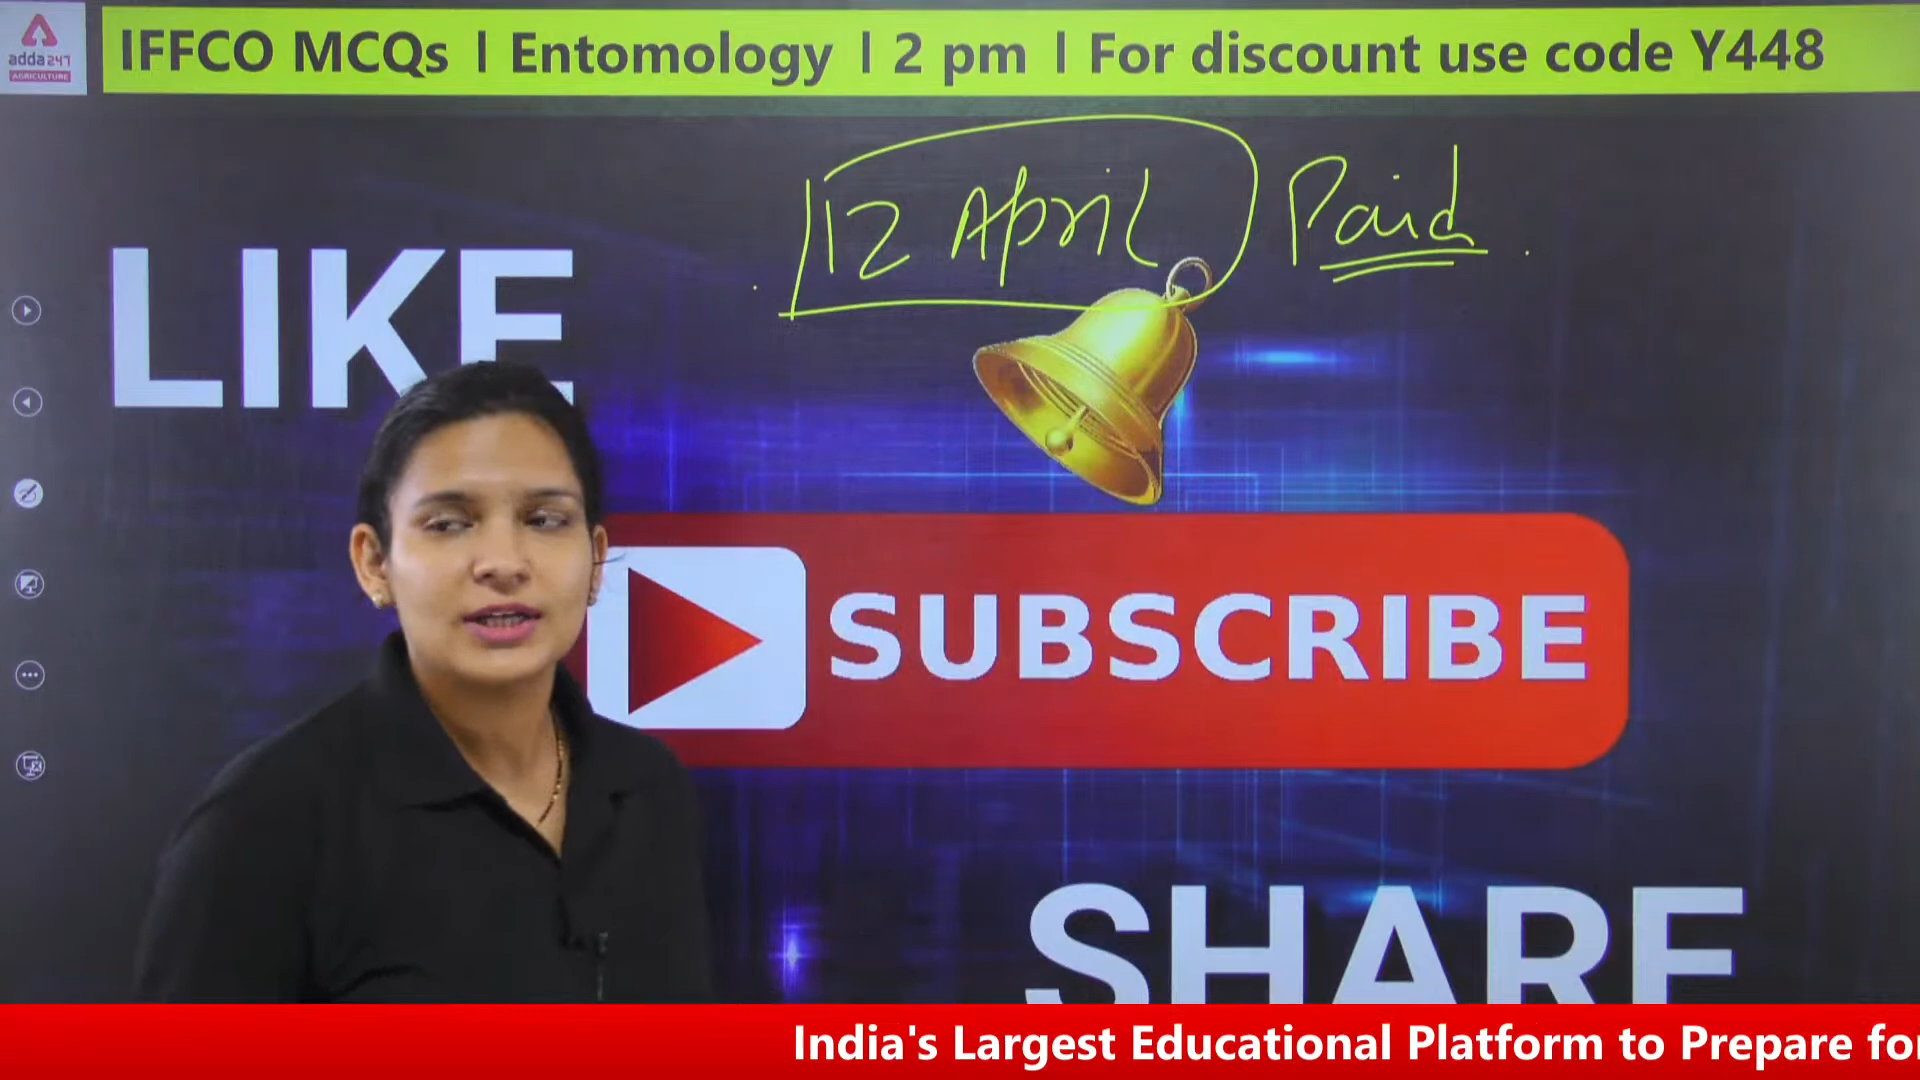 adda247
AGRICULTURE
IFFCO MCQs | Entomology | 2 pm | For discount use code Y448
12 April Paid
LIKE
SUBSCRIBE
SHARE
India's Largest Educational Platform to Prepare for